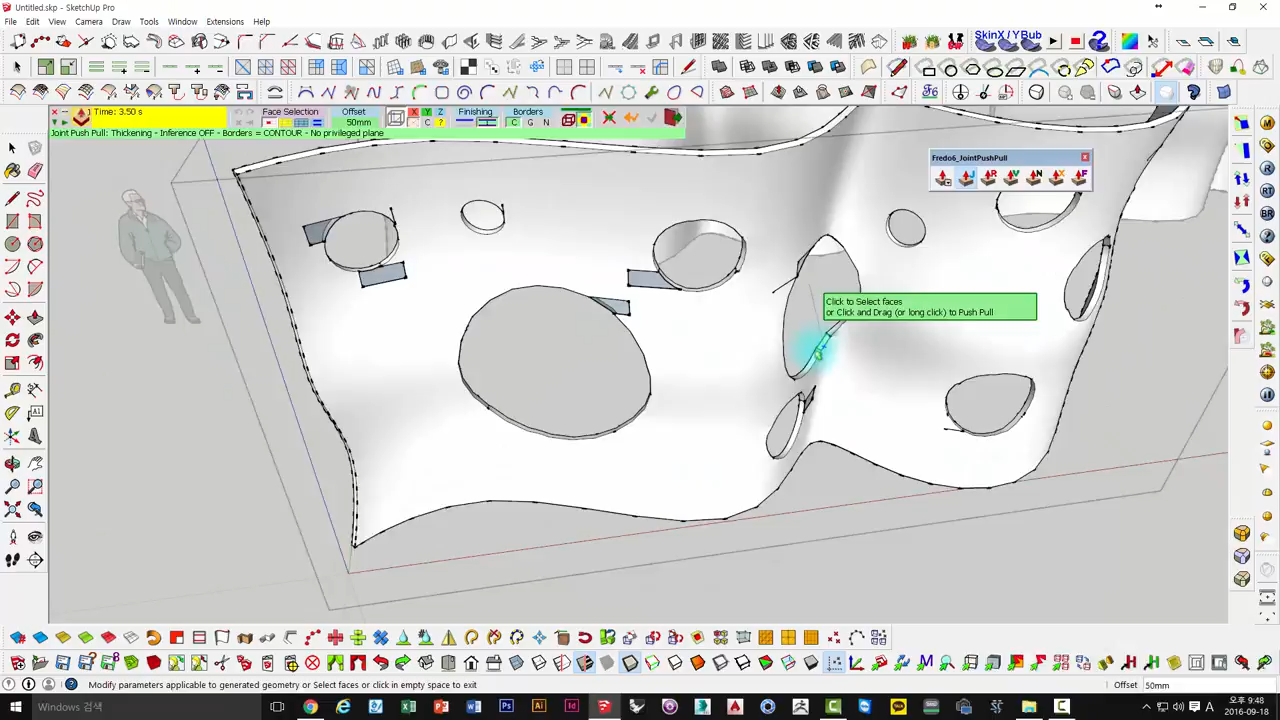 Untitled.skp - SketchUp Pro
File Edit View Camera Draw Tools Window Extensions Help
SkinX / YBub
Time: 3.50 s
Face Selection
Offset
50mm
X Y Z
C ?
Finishing
Borders
C G N
Joint Push Pull: Thickening - Inference OFF - Borders = CONTOUR - No privileged plane
Fredo6_JointPushPull
J R V N X F
Click to Select faces
or Click and Drag (or long click) to Push Pull
Modify parameters applicable to generated geometry or Select faces or click in empty space to exit
Offset 50mm
Windows 검색
오후 9:48
2016-09-18